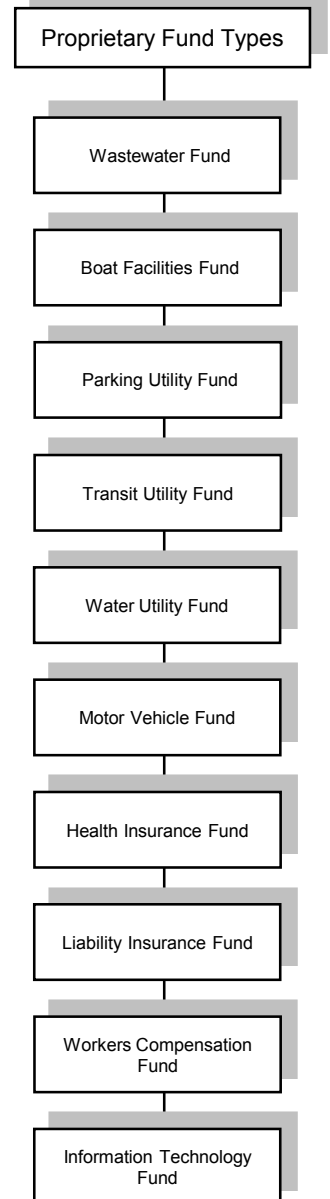 Proprietary Fund Types
Wastewater Fund
Boat Facilities Fund
Parking Utility Fund
Transit Utility Fund
Water Utility Fund
Motor Vehicle Fund
Health Insurance Fund
Liability Insurance Fund
Workers Compensation
Fund
Information Technology
Fund